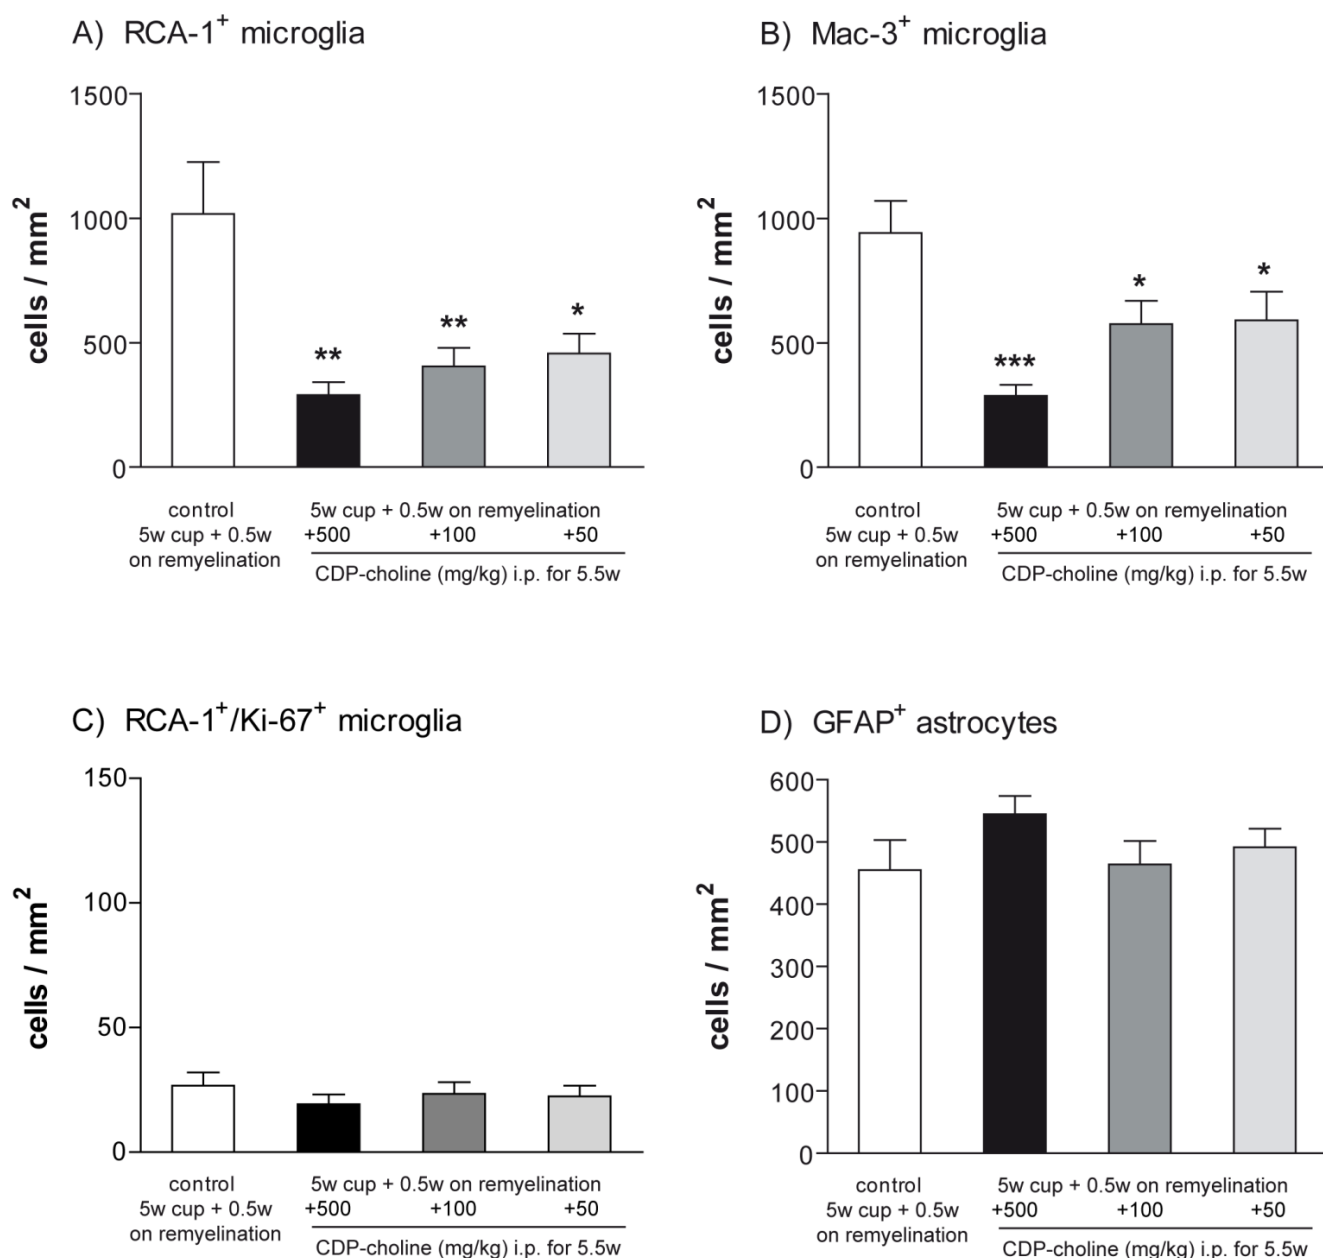 A) RCA-1+ microglia
1500
1000
500
0
cells / mm2
**
**
*
control
5w cup + 0.5w
on remyelination
5w cup + 0.5w on remyelination
+500 +100 +50
CDP-choline (mg/kg) i.p. for 5.5w
B) Mac-3+ microglia
1500
1000
500
0
cells / mm2
***
*
*
control
5w cup + 0.5w
on remyelination
5w cup + 0.5w on remyelination
+500 +100 +50
CDP-choline (mg/kg) i.p. for 5.5w
C) RCA-1+/Ki-67+ microglia
150
100
50
0
cells / mm2
control
5w cup + 0.5w
on remyelination
5w cup + 0.5w on remyelination
+500 +100 +50
CDP-choline (mg/kg) i.p. for 5.5w
D) GFAP+ astrocytes
600
500
400
300
200
100
0
cells / mm2
control
5w cup + 0.5w
on remyelination
5w cup + 0.5w on remyelination
+500 +100 +50
CDP-choline (mg/kg) i.p. for 5.5w